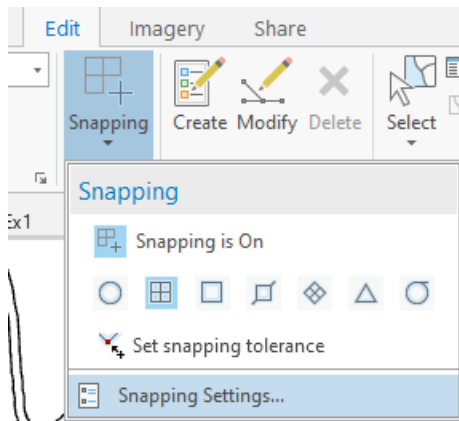 Edit Imagery Share
Snapping Create Modify Delete Select
Ex1
Snapping
Snapping is On
Set snapping tolerance
Snapping Settings...